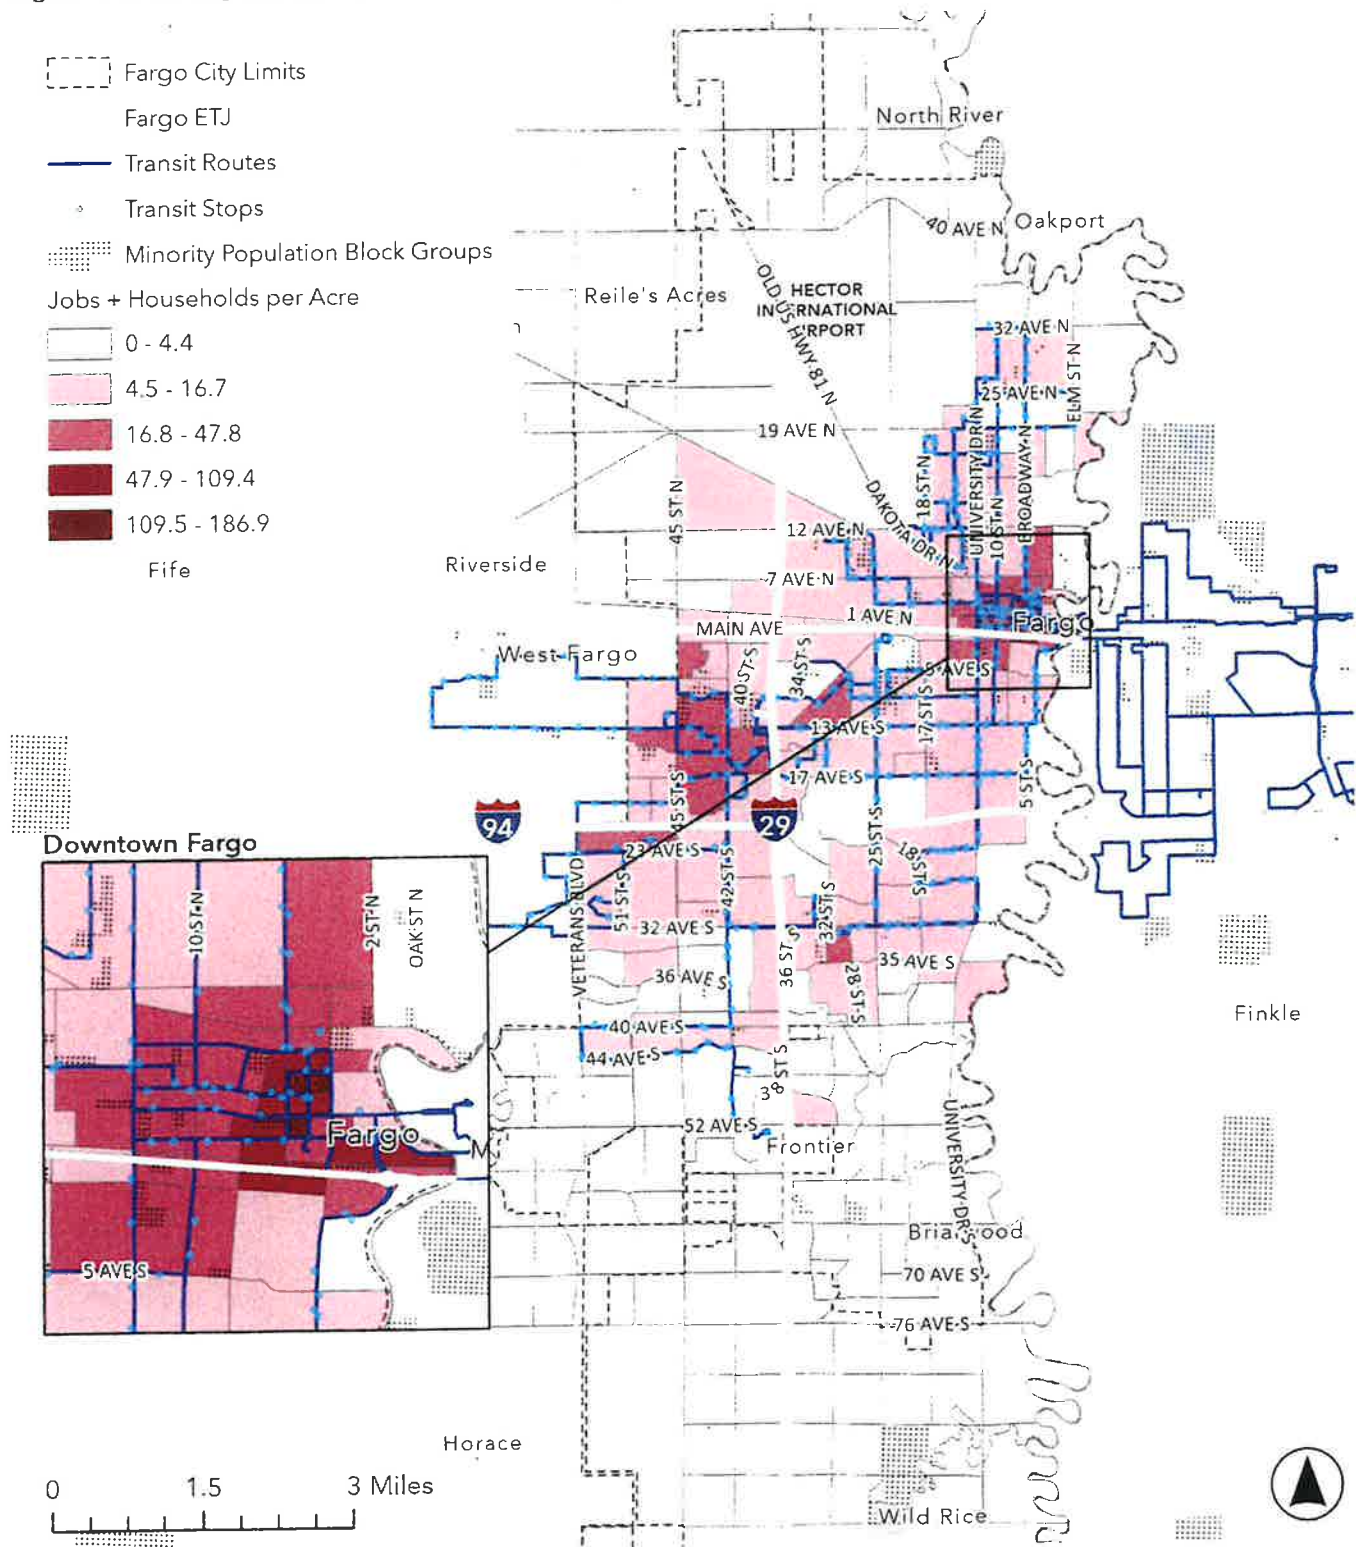 Fargo City Limits
Fargo ETJ
Transit Routes
Transit Stops
Minority Population Block Groups
Jobs + Households per Acre
0 - 4.4
4.5 - 16.7
16.8 - 47.8
47.9 - 109.4
109.5 - 186.9
Fife
North River
40 AVE N
Oakport
Reile's Acres
OLD US HWY 81 N
HECTOR
32 AVE N
25 AVE N
ELM ST N
19 AVE N
45 ST N
18 ST N
UNIVERSITY DR N
10 ST N
BROADWAY N
DAKOTA DR N
12 AVE N
Riverside
7 AVE N
1 AVE N
MAIN AVE
Fargo
West Fargo
40 ST S
34 ST S
5 AVE S
17 ST S
13 AVE S
17 AVE S
45 ST S
5 ST S
94
29
25 ST S
18 ST S
23 AVE S
42 ST S
VETERANS BLVD
51 ST S
32 ST S
32 AVE S
36 ST S
35 AVE S
36 AVE S
28 ST S
40 AVE S
44 AVE S
38 ST S
52 AVE S
Frontier
UNIVERSITY DR S
Finkle
70 AVE S
76 AVE S
Downtown Fargo
10 ST N
2 ST N
OAK ST N
Fargo
M
5 AVE S
Horace
Wild Rice
0 1.5 3 Miles